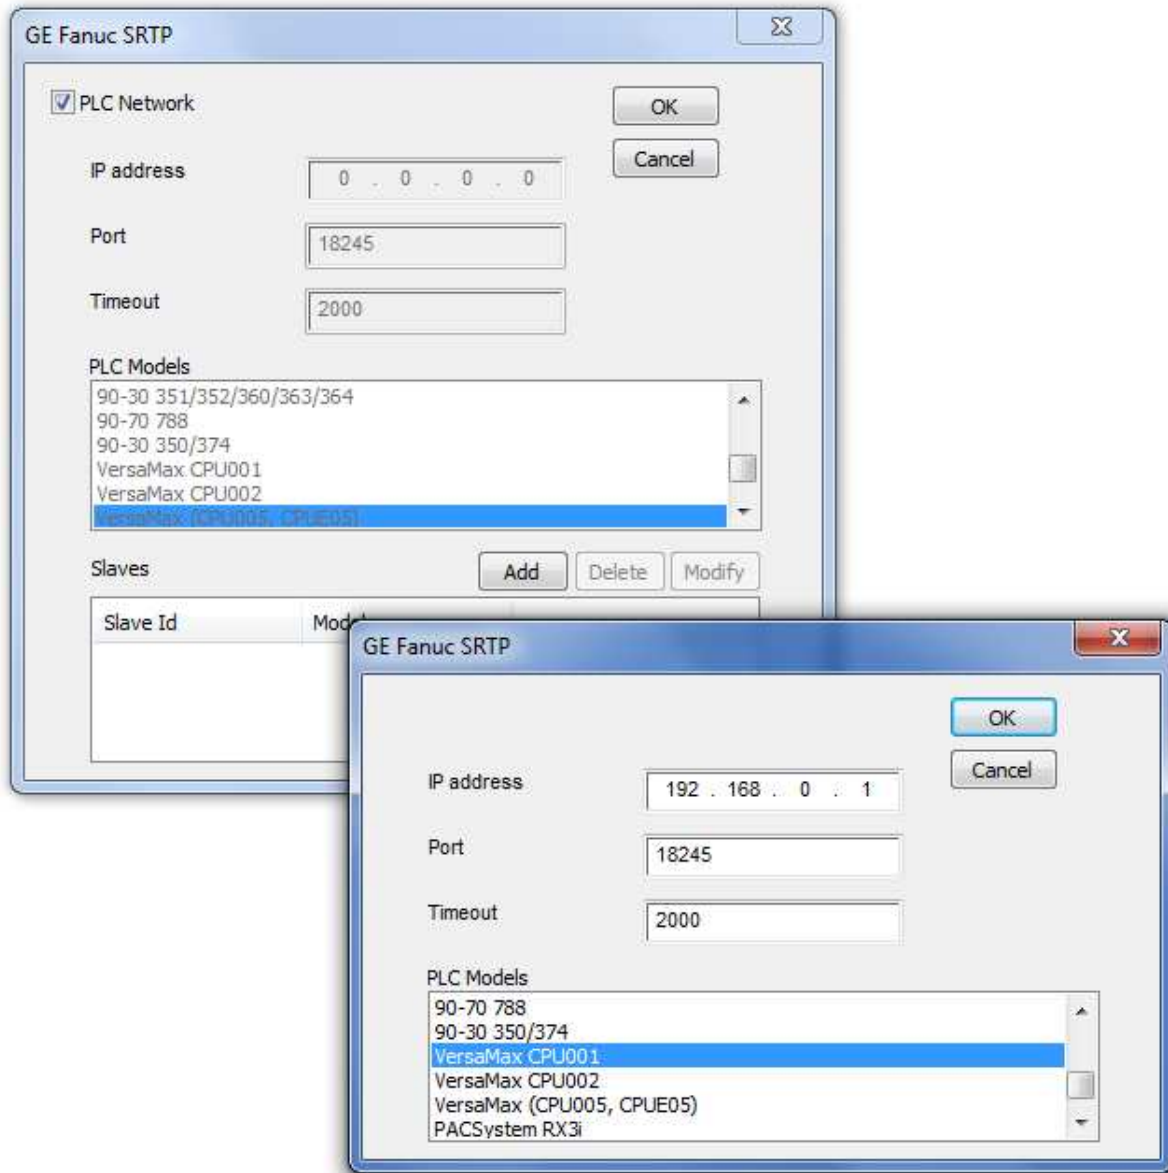 GE Fanuc SRTP
PLC Network
OK
Cancel
IP address
0 . 0 . 0 . 0
Port
18245
Timeout
2000
PLC Models
90-30 351/352/360/363/364
90-70 788
90-30 350/374
VersaMax CPU001
VersaMax CPU002
VersaMax (CPU005, CPUE05)
Slaves
Add
Delete
Modify
Slave Id
Model
GE Fanuc SRTP
OK
Cancel
IP address
192 . 168 . 0 . 1
Port
18245
Timeout
2000
PLC Models
90-70 788
90-30 350/374
VersaMax CPU001
VersaMax CPU002
VersaMax (CPU005, CPUE05)
PACSystem RX3i